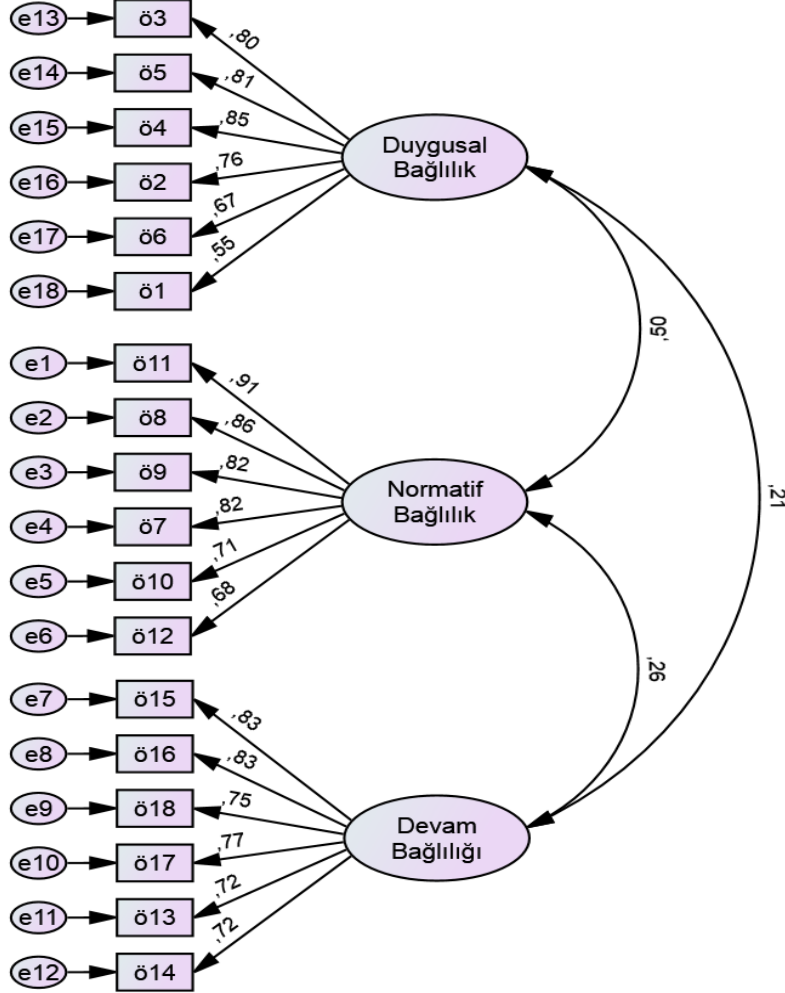 e13 ö3 ,80
e14 ö5 ,81
e15 ö4 ,85
e16 ö2 ,76
e17 ö6 ,67
e18 ö1 ,55
Duygusal
Bağlılık
,50
,21
e1 ö11 ,91
e2 ö8 ,86
e3 ö9 ,82
e4 ö7 ,82
e5 ö10 ,71
e6 ö12 ,68
Normatif
Bağlılık
,26
e7 ö15 ,83
e8 ö16 ,83
e9 ö18 ,75
e10 ö17 ,77
e11 ö13 ,72
e12 ö14 ,72
Devam
Bağlılığı